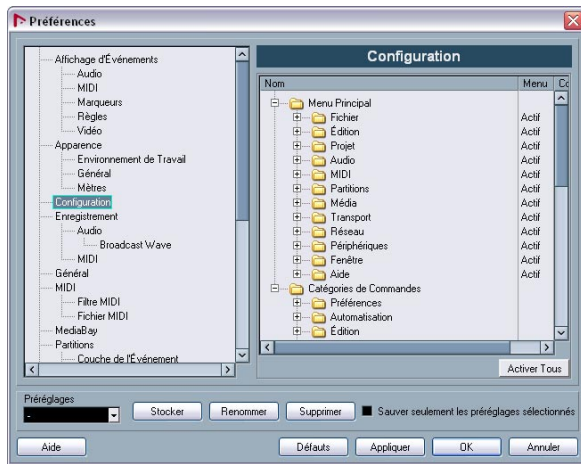 Préférences
Affichage d'Événements
Audio
MIDI
Marqueurs
Règles
Vidéo
Apparence
Environnement de Travail
Général
Mètres
Configuration
Enregistrement
Audio
Broadcast Wave
MIDI
Général
MIDI
Filtre MIDI
Fichier MIDI
MediaBay
Partitions
Couche de l'Événement
Configuration
Nom Menu Co
Menu Principal
Fichier Actif
Édition Actif
Projet Actif
Audio Actif
MIDI Actif
Partitions Actif
Média Actif
Transport Actif
Réseau Actif
Périphériques Actif
Fenêtre Actif
Aide Actif
Catégories de Commandes
Préférences
Automatisation
Édition
Activer Tous
Préréglages
-
Stocker Renommer Supprimer Sauver seulement les préréglages sélectionnés
Aide Défauts Appliquer OK Annuler